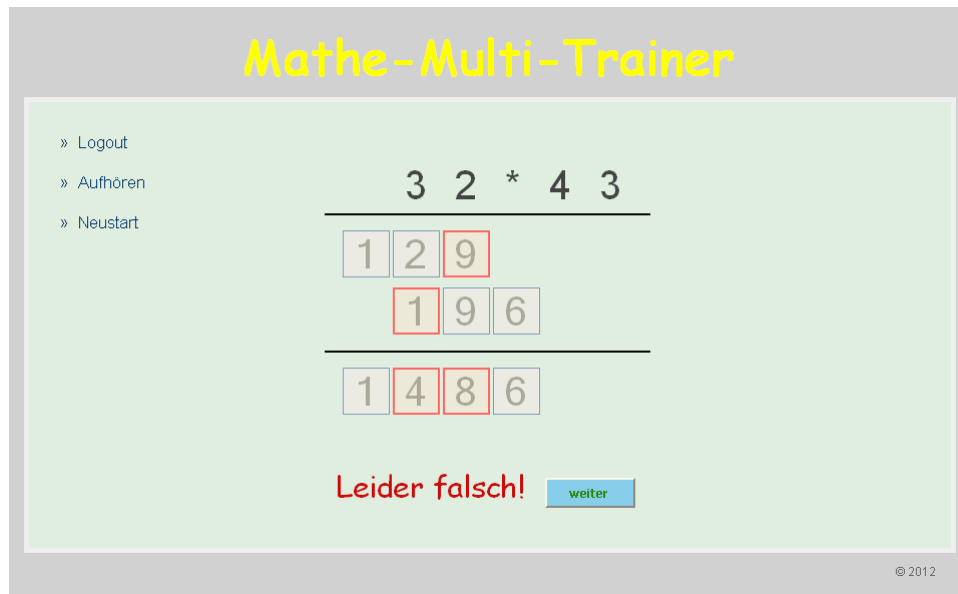 Mathe-Multi-Trainer
» Logout
» Aufhören
» Neustart
3 2 * 4 3
1 2 9
1 9 6
1 4 8 6
Leider falsch! weiter
© 2012